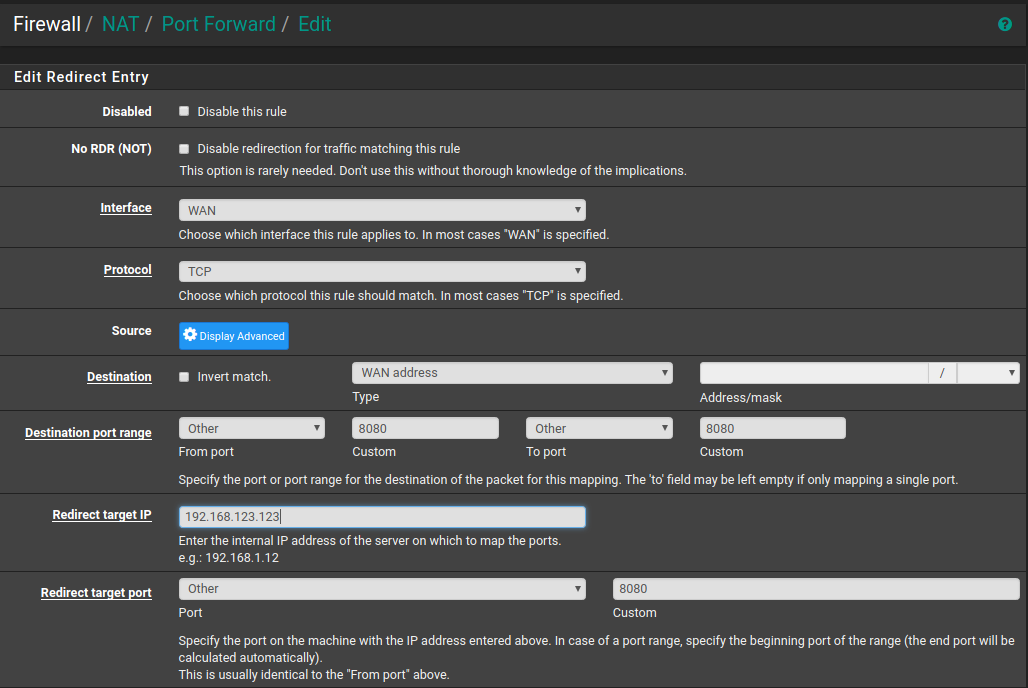 Firewall / NAT / Port Forward / Edit
Edit Redirect Entry
Disabled Disable this rule
No RDR (NOT) Disable redirection for traffic matching this rule
This option is rarely needed. Don't use this without thorough knowledge of the implications.
Interface WAN
Choose which interface this rule applies to. In most cases "WAN" is specified.
Protocol TCP
Choose which protocol this rule should match. In most cases "TCP" is specified.
Source Display Advanced
Destination Invert match. WAN address /
Type Address/mask
Destination port range Other 8080 Other 8080
From port Custom To port Custom
Specify the port or port range for the destination of the packet for this mapping. The 'to' field may be left empty if only mapping a single port.
Redirect target IP 192.168.123.123
Enter the internal IP address of the server on which to map the ports.
e.g.: 192.168.1.12
Redirect target port Other 8080
Port Custom
Specify the port on the machine with the IP address entered above. In case of a port range, specify the beginning port of the range (the end port will be
calculated automatically).
This is usually identical to the "From port" above.